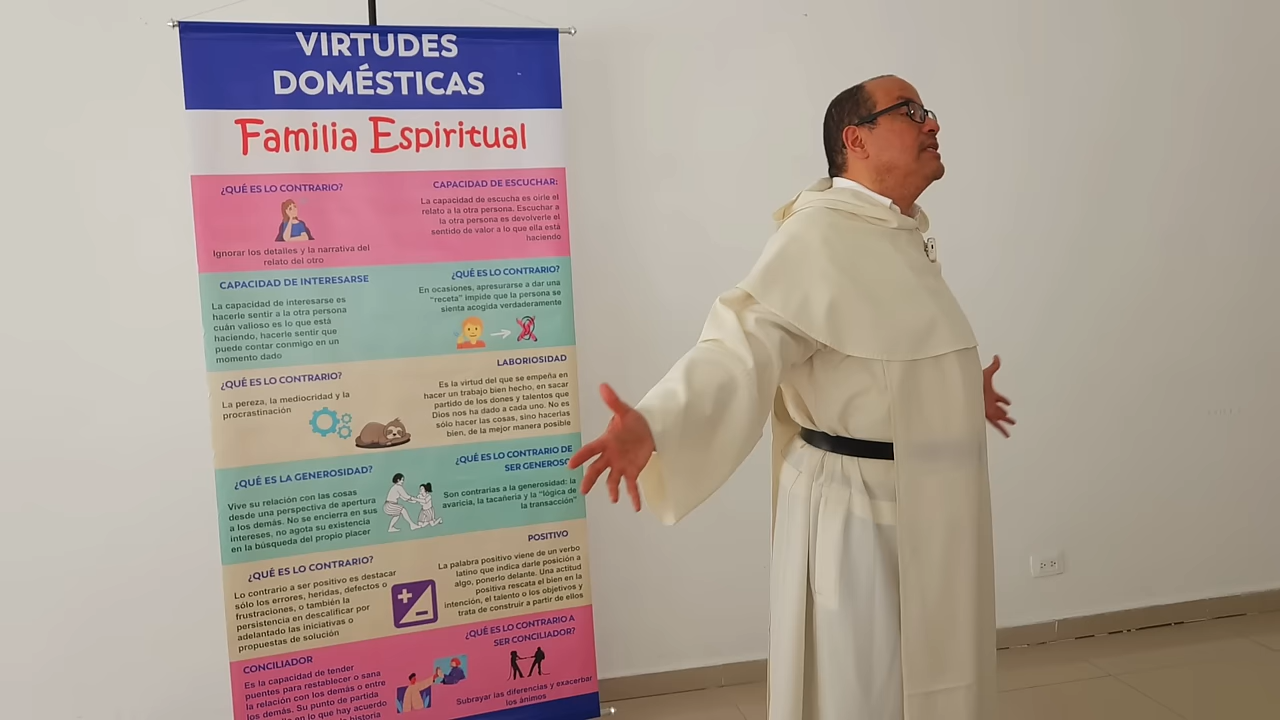 VIRTUDES
DOMÉSTICAS
Familia Espiritual
¿QUÉ ES LO CONTRARIO?
Ignorar los detalles y la narrativa del
relato del otro
CAPACIDAD DE ESCUCHAR:
La capacidad de escucha es oirle el
relato a la otra persona. Escuchar a
la otra persona es devolverle el
sentido de valor a lo que ella está
haciendo
CAPACIDAD DE INTERESARSE
La capacidad de interesarse es
hacerle sentir a la otra persona
cuán valioso es lo que está
haciendo, hacerle sentir que
puede contar conmigo en un
momento dado
¿QUÉ ES LO CONTRARIO?
En ocasiones, apresurarse a dar una
"receta" impide que la persona se
sienta acogida verdaderamente
¿QUÉ ES LO CONTRARIO?
La pereza, la mediocridad y la
procrastinación
LABORIOSIDAD
Es la virtud del que se empeña en
hacer un trabajo bien hecho, en sacar
partido de los dones y talentos que
Dios nos ha dado a cada uno. No es
sólo hacer las cosas, sino hacerlas
bien, de la mejor manera posible
¿QUÉ ES LA GENEROSIDAD?
Vive su relación con las cosas
desde una perspectiva de apertura
a los demás. No se encierra en sus
intereses, no agota su existencia
en la búsqueda del propio placer
¿QUÉ ES LO CONTRARIO DE
SER GENEROSO
Son contrarias a la generosidad: la
avaricia, la tacañería y la "lógica de
la transacción"
¿QUÉ ES LO CONTRARIO?
Lo contrario a ser positivo es destacar
sólo los errores, heridas, defectos o
frustraciones, o también la
persistencia en descalificar por
adelantado las iniciativas o
propuestas de solución
POSITIVO
La palabra positivo viene de un verbo
latino que indica darle posición a
algo, ponerlo delante. Una actitud
positiva rescata el bien en la
intención, el talento o los objetivos y
trata de construir a partir de ellos
CONCILIADOR
Es la capacidad de tender
puentes para restablecer o sana
la relación con los demás o entre
los demás. Su punto de partida
en lo que hay acuerdo
historia
¿QUÉ ES LO CONTRARIO A
SER CONCILIADOR?
Subrayar las diferencias y exacerbar
los ánimos